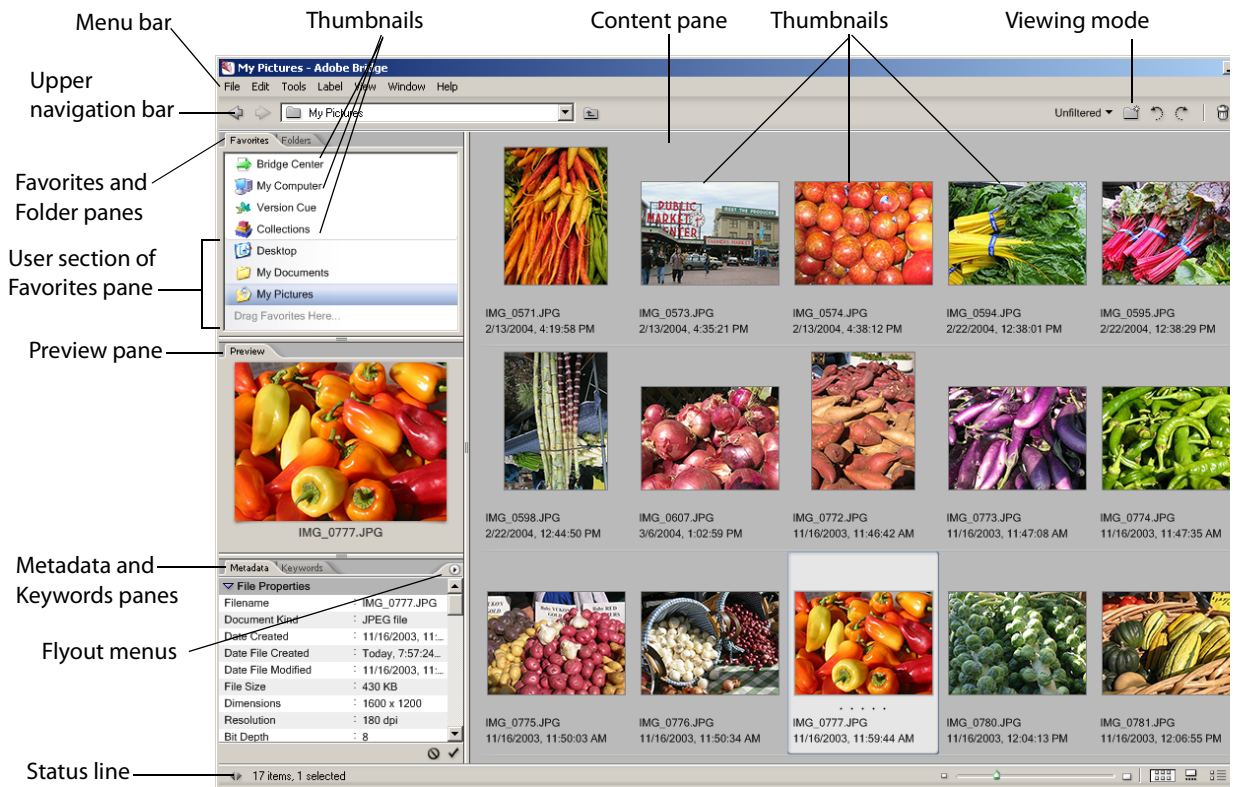 Menu bar
Thumbnails
Content pane
Thumbnails
Viewing mode
Upper
navigation bar
Favorites and
Folder panes
User section of
Favorites pane
Preview pane
Metadata and
Keywords panes
Flyout menus
Status line
My Pictures - Adobe Bridge
File Edit Tools Label View Window Help
My Pictures
Unfiltered
Favorites Folders
Bridge Center
My Computer
Version Cue
Collections
Desktop
My Documents
My Pictures
Drag Favorites Here...
Preview
IMG_0777.JPG
Metadata Keywords
File Properties
Filename : IMG_0777.JPG
Document Kind : JPEG file
Date Created : 11/16/2003, 11:...
Date File Created : Today, 7:57:24...
Date File Modified : 11/16/2003, 11:...
File Size : 430 KB
Dimensions : 1600 x 1200
Resolution : 180 dpi
Bit Depth : 8
17 items, 1 selected
PUBLIC
MARKET
CENTER
MEET THE PRODUCERS
FARMERS MARKET
IMG_0571.JPG
2/13/2004, 4:19:58 PM
IMG_0573.JPG
2/13/2004, 4:35:21 PM
IMG_0574.JPG
2/13/2004, 4:38:12 PM
IMG_0594.JPG
2/22/2004, 12:38:01 PM
IMG_0595.JPG
2/22/2004, 12:38:29 PM
IMG_0598.JPG
2/22/2004, 12:44:50 PM
IMG_0607.JPG
3/6/2004, 1:02:59 PM
IMG_0772.JPG
11/16/2003, 11:46:42 AM
IMG_0773.JPG
11/16/2003, 11:47:08 AM
IMG_0774.JPG
11/16/2003, 11:47:35 AM
IMG_0775.JPG
11/16/2003, 11:50:03 AM
IMG_0776.JPG
11/16/2003, 11:50:34 AM
IMG_0777.JPG
11/16/2003, 11:59:44 AM
IMG_0780.JPG
11/16/2003, 12:04:13 PM
IMG_0781.JPG
11/16/2003, 12:06:55 PM